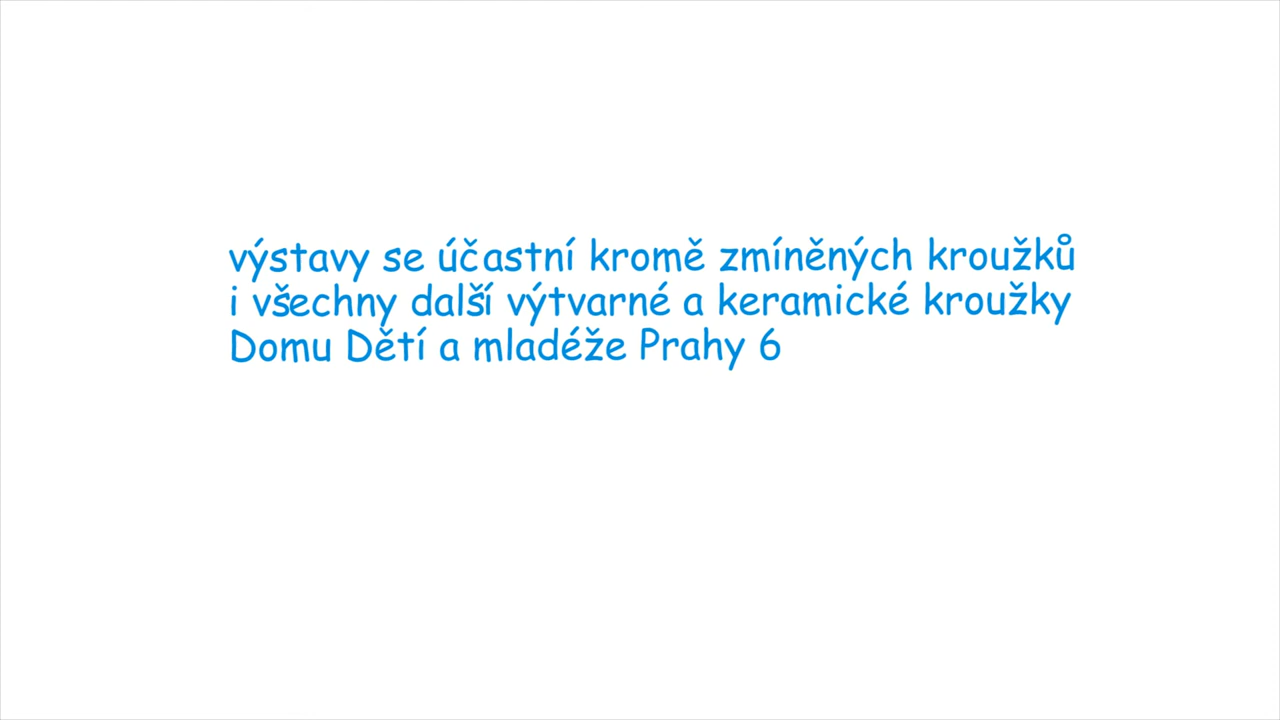 výstavy se účastní kromě zmíněných kroužků
i všechny další výtvarné a keramické kroužky
Domu Dětí a mladéže Prahy 6